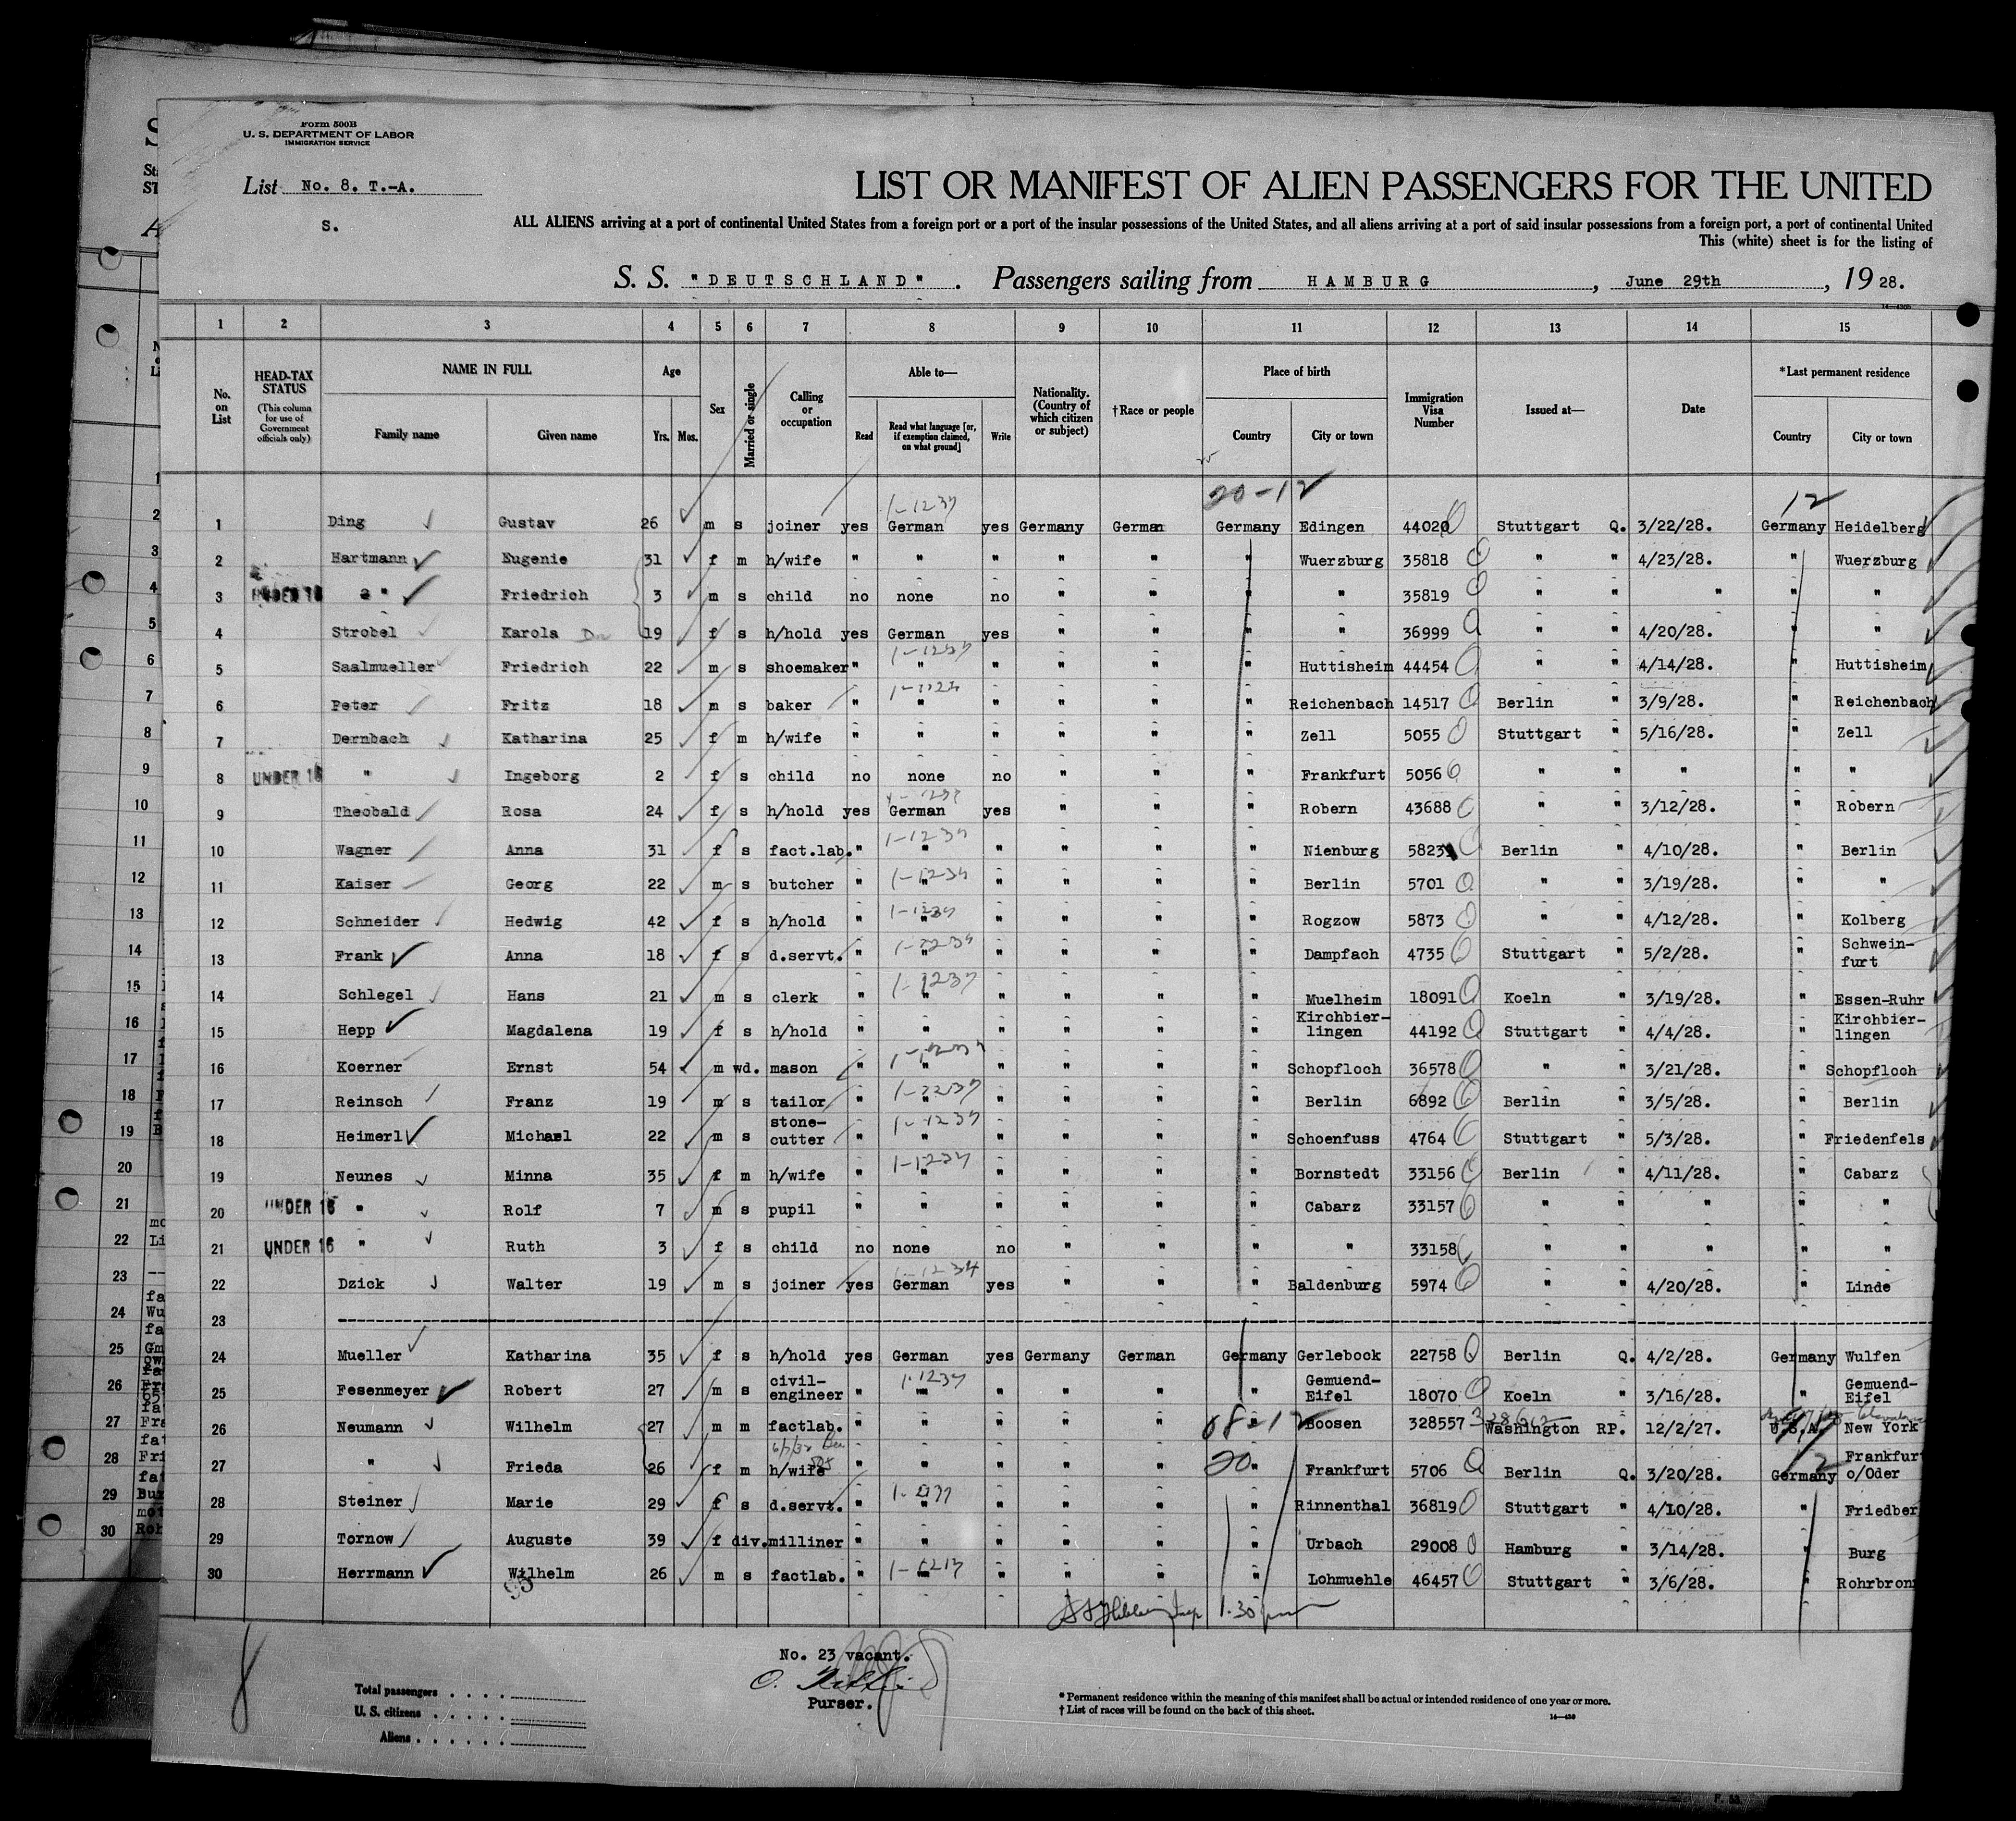 Form 500B
U. S. DEPARTMENT OF LABOR
IMMIGRATION SERVICE
List No. 8. T.-A.
S.
LIST OR MANIFEST OF ALIEN PASSENGERS FOR THE UNITED
ALL ALIENS arriving at a port of continental United States from a foreign port or a port of the insular possessions of the United States, and all aliens arriving at a port of said insular possessions from a foreign port, a port of continental United
This (white) sheet is for the listing of
S. S. "DEUTSCHLAND". Passengers sailing from HAMBURG, June 29th, 1928.
1 2 3 4 5 6 7 8 9 10 11 12 13 14 15
No. on List HEAD-TAX STATUS (This column for use of Government officials only) NAME IN FULL Family name Given name Age Yrs. Mos. Sex Married or single Calling or occupation Able to— Read Read what language [or, if exemption claimed, on what ground] Write Nationality. (Country of which citizen or subject) †Race or people Place of birth Country City or town Immigration Visa Number Issued at— Date *Last permanent residence Country City or town
20-12 12
1 Ding Gustav 26 m s joiner yes German yes Germany German Germany Edingen 44020 Stuttgart Q. 3/22/28. Germany Heidelberg
2 Hartmann Eugenie 31 f m h/wife " " " " " " Wuerzburg 35818 " " 4/23/28. " Wuerzburg
3 UNDER 16 " Friedrich 3 m s child no none no " " " " 35819 " " " "
4 Strobel Karola 19 f s h/hold yes German yes " " " " 36999 " " 4/20/28. " "
5 Saalmueller Friedrich 22 m s shoemaker " " " " " " Huttisheim 44454 " " 4/14/28. " Huttisheim
6 Peter Fritz 18 m s baker " " " " " " Reichenbach 14517 Berlin " 3/9/28. " Reichenbach
7 Dernbach Katharina 25 f m h/wife " " " " " " Zell 5055 Stuttgart " 5/16/28. " Zell
8 UNDER 16 " Ingeborg 2 f s child no none no " " " Frankfurt 5056 " " " " "
9 Theobald Rosa 24 f s h/hold yes German yes " " " Robern 43688 " " 3/12/28. " Robern
10 Wagner Anna 31 f s fact.lab. " " " " " " Nienburg 5823 Berlin " 4/10/28. " Berlin
11 Kaiser Georg 22 m s butcher " " " " " " Berlin 5701 " " 3/19/28. " "
12 Schneider Hedwig 42 f s h/hold " " " " " " Rogzow 5873 " " 4/12/28. " Kolberg
13 Frank Anna 18 f s d.servt. " " " " " " Dampfach 4735 Stuttgart " 5/2/28. " Schwein-furt
14 Schlegel Hans 21 m s clerk " " " " " " Muelheim 18091 Koeln " 3/19/28. " Essen-Ruhr
15 Hepp Magdalena 19 f s h/hold " " " " " " Kirchbier-lingen 44192 Stuttgart " 4/4/28. " Kirchbier-lingen
16 Koerner Ernst 54 m wd. mason " " " " " " Schopfloch 36578 " " 3/21/28. " Schopfloch
17 Reinsch Franz 19 m s tailor " " " " " " Berlin 6892 Berlin " 3/5/28. " Berlin
18 Heimerl Michael 22 m s stone-cutter " " " " " " Schoenfuss 4764 Stuttgart " 5/3/28. " Friedenfels
19 Neunes Minna 35 f m h/wife " " " " " " Bornstedt 33156 Berlin " 4/11/28. " Cabarz
20 UNDER 16 " Rolf 7 m s pupil " " " " " " Cabarz 33157 " " " " "
21 UNDER 16 " Ruth 3 f s child no none no " " " " 33158 " " " " "
22 Dzick Walter 19 m s joiner yes German yes " " " Baldenburg 5974 " " 4/20/28. " Linde
23
24 Mueller Katharina 35 f s h/hold yes German yes Germany German Germany Gerlebock 22758 Berlin Q. 4/2/28. Germany Wulfen
25 Fesenmeyer Robert 27 m s civil-engineer " " " " " " Gemuend-Eifel 18070 Koeln " 3/16/28. " Gemuend-Eifel
26 Neumann Wilhelm 27 m m factlab. " " " " " " Boosen 328557 Washington RP. 12/2/27. U.S.A. New York
27 " Frieda 26 f m h/wife " " " " " " Frankfurt 5706 Berlin Q. 3/20/28. Germany Frankfurt o/Oder
28 Steiner Marie 29 f s d.servt. " " " " " " Rinnenthal 36819 Stuttgart " 4/10/28. " Friedber
29 Tornow Auguste 39 f div. milliner " " " " " " Urbach 29008 Hamburg " 3/14/28. " Burg
30 Herrmann Wilhelm 26 m s factlab. " " " " " " Lohmuehle 46457 Stuttgart " 3/6/28. " Rohrbronn
1.30 pm
No. 23 vacant.
Purser.
Total passengers
U. S. citizens
Aliens
* Permanent residence within the meaning of this manifest shall be actual or intended residence of one year or more.
† List of races will be found on the back of this sheet.